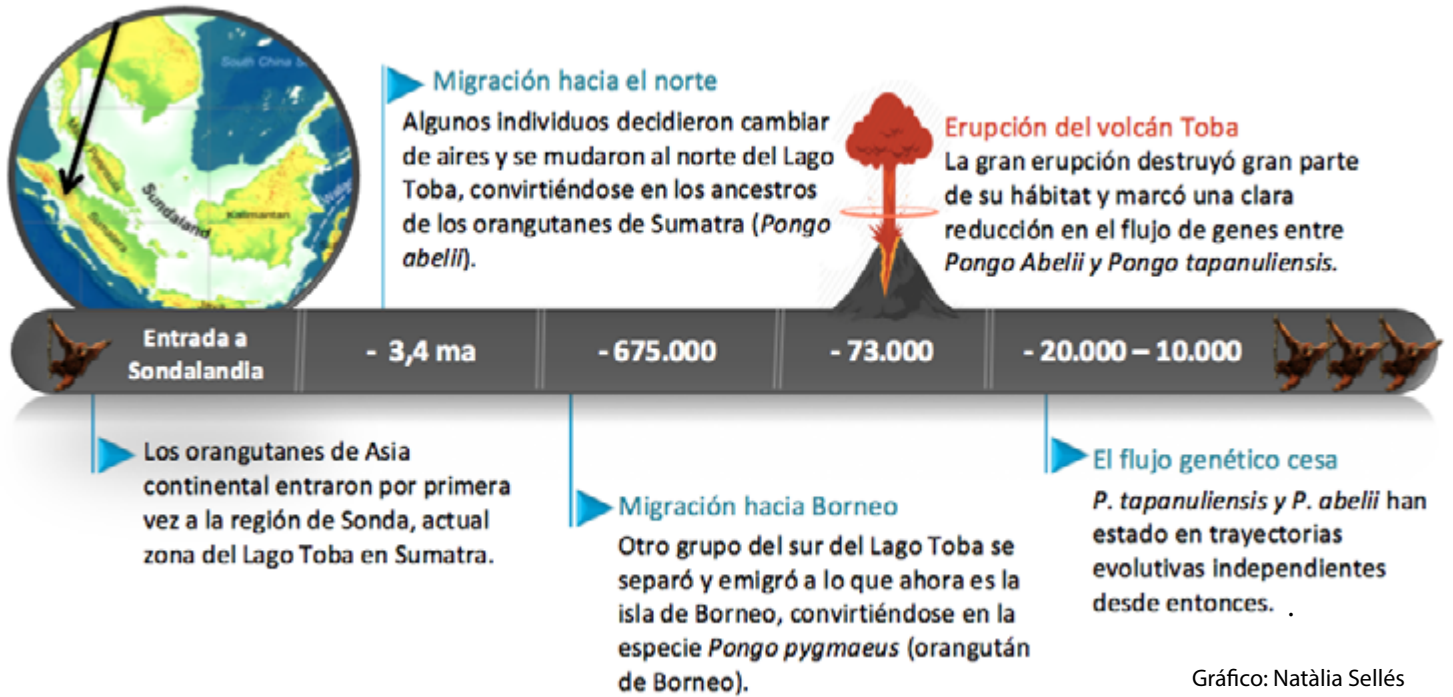 South China S
Malay Peninsula
Sundaland
Sumatra
Kalimantan
Migración hacia el norte
Algunos individuos decidieron cambiar
de aires y se mudaron al norte del Lago
Toba, convirtiéndose en los ancestros
de los orangutanes de Sumatra (Pongo
abelii).
Erupción del volcán Toba
La gran erupción destruyó gran parte
de su hábitat y marcó una clara
reducción en el flujo de genes entre
Pongo Abelii y Pongo tapanuliensis.
Entrada a
Sondalandia
- 3,4 ma
- 675.000
- 73.000
- 20.000 – 10.000
Los orangutanes de Asia
continental entraron por primera
vez a la región de Sonda, actual
zona del Lago Toba en Sumatra.
Migración hacia Borneo
Otro grupo del sur del Lago Toba se
separó y emigró a lo que ahora es la
isla de Borneo, convirtiéndose en la
especie Pongo pygmaeus (orangután
de Borneo).
El flujo genético cesa
P. tapanuliensis y P. abelii han
estado en trayectorias
evolutivas independientes
desde entonces. .
Gráfico: Natàlia Sellés